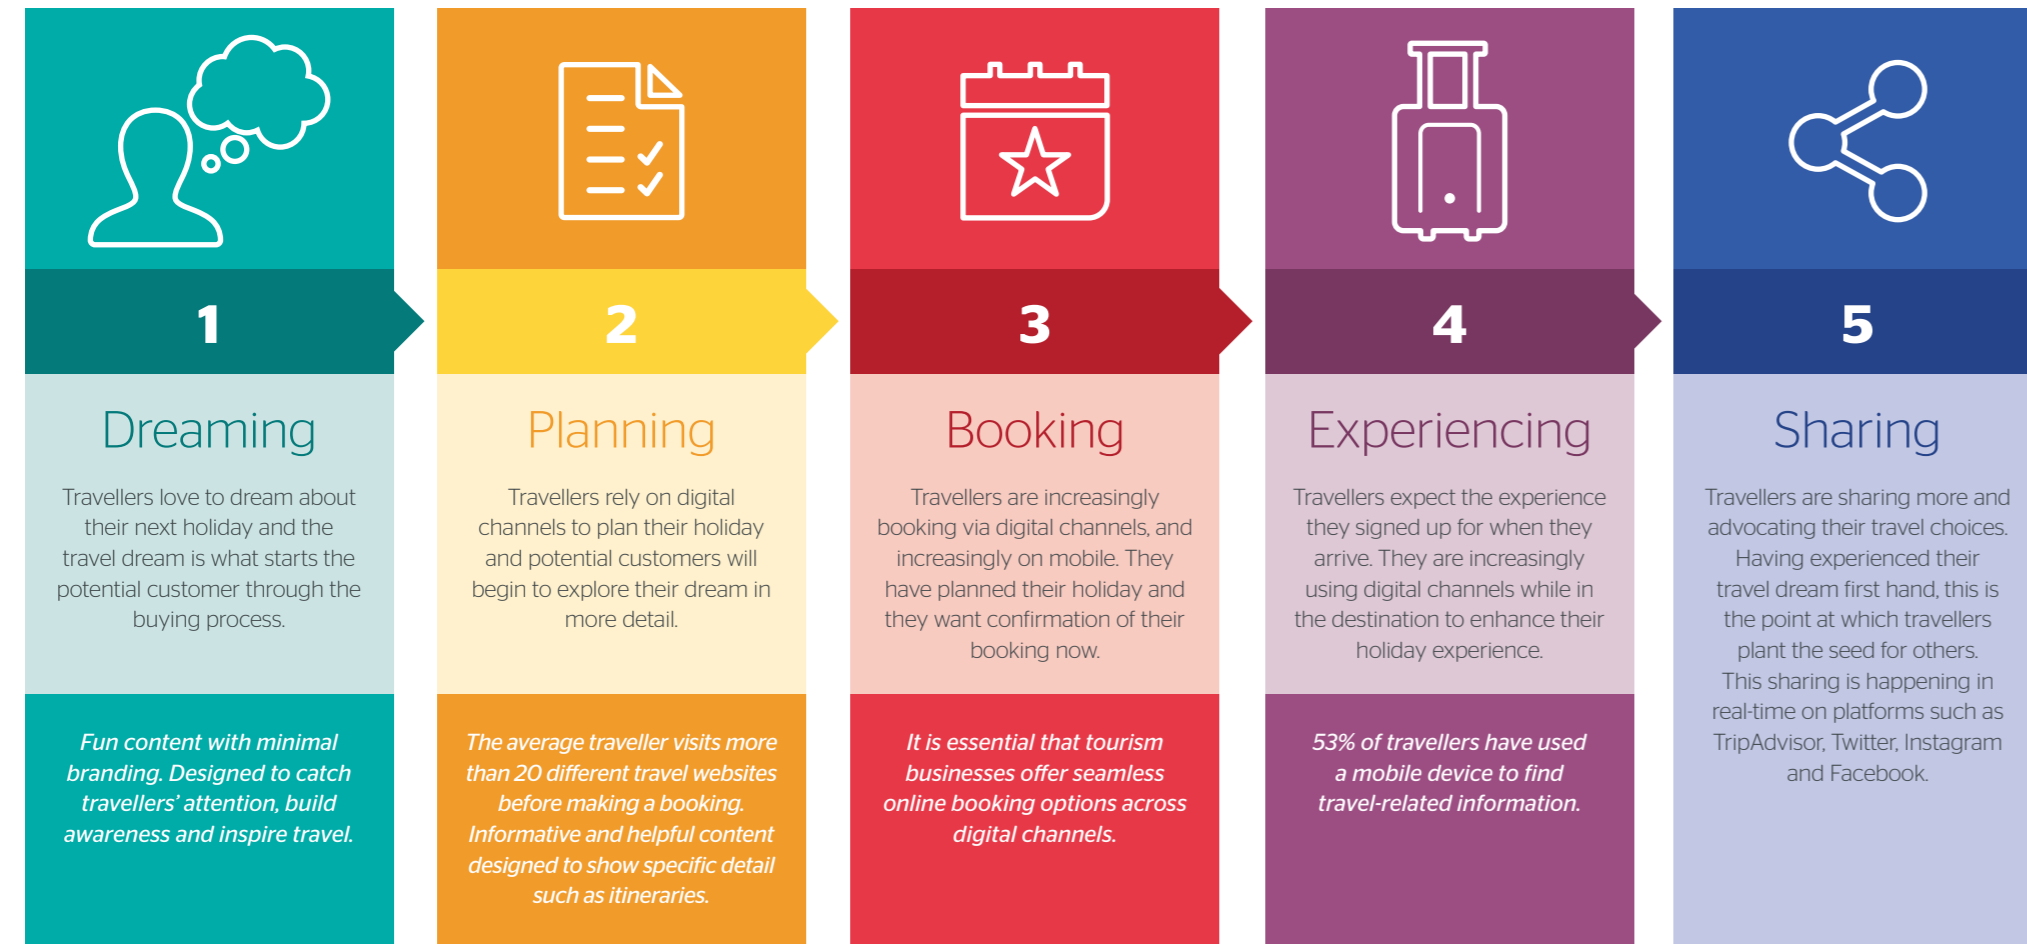 1
Dreaming
Travellers love to dream about
their next holiday and the
travel dream is what starts the
potential customer through the
buying process.
Fun content with minimal
branding. Designed to catch
travellers’ attention, build
awareness and inspire travel.
2
Planning
Travellers rely on digital
channels to plan their holiday
and potential customers will
begin to explore their dream in
more detail.
The average traveller visits more
than 20 different travel websites
before making a booking.
Informative and helpful content
designed to show specific detail
such as itineraries.
3
Booking
Travellers are increasingly
booking via digital channels, and
increasingly on mobile. They
have planned their holiday and
they want confirmation of their
booking now.
It is essential that tourism
businesses offer seamless
online booking options across
digital channels.
4
Experiencing
Travellers expect the experience
they signed up for when they
arrive. They are increasingly
using digital channels while in
the destination to enhance their
holiday experience.
53% of travellers have used
a mobile device to find
travel-related information.
5
Sharing
Travellers are sharing more and
advocating their travel choices.
Having experienced their
travel dream first hand, this is
the point at which travellers
plant the seed for others.
This sharing is happening in
real-time on platforms such as
TripAdvisor, Twitter, Instagram
and Facebook.